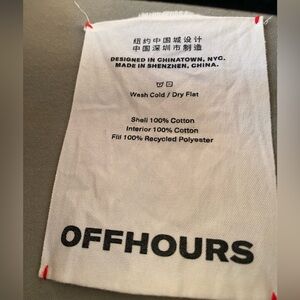 纽约中国城设计
中国深圳市制造
DESIGNED IN CHINATOWN, NYC.
MADE IN SHENZHEN, CHINA.
Wash Cold / Dry Flat
Shell 100% Cotton
Interior 100% Cotton
Fill 100% Recycled Polyester
OFFHOURS